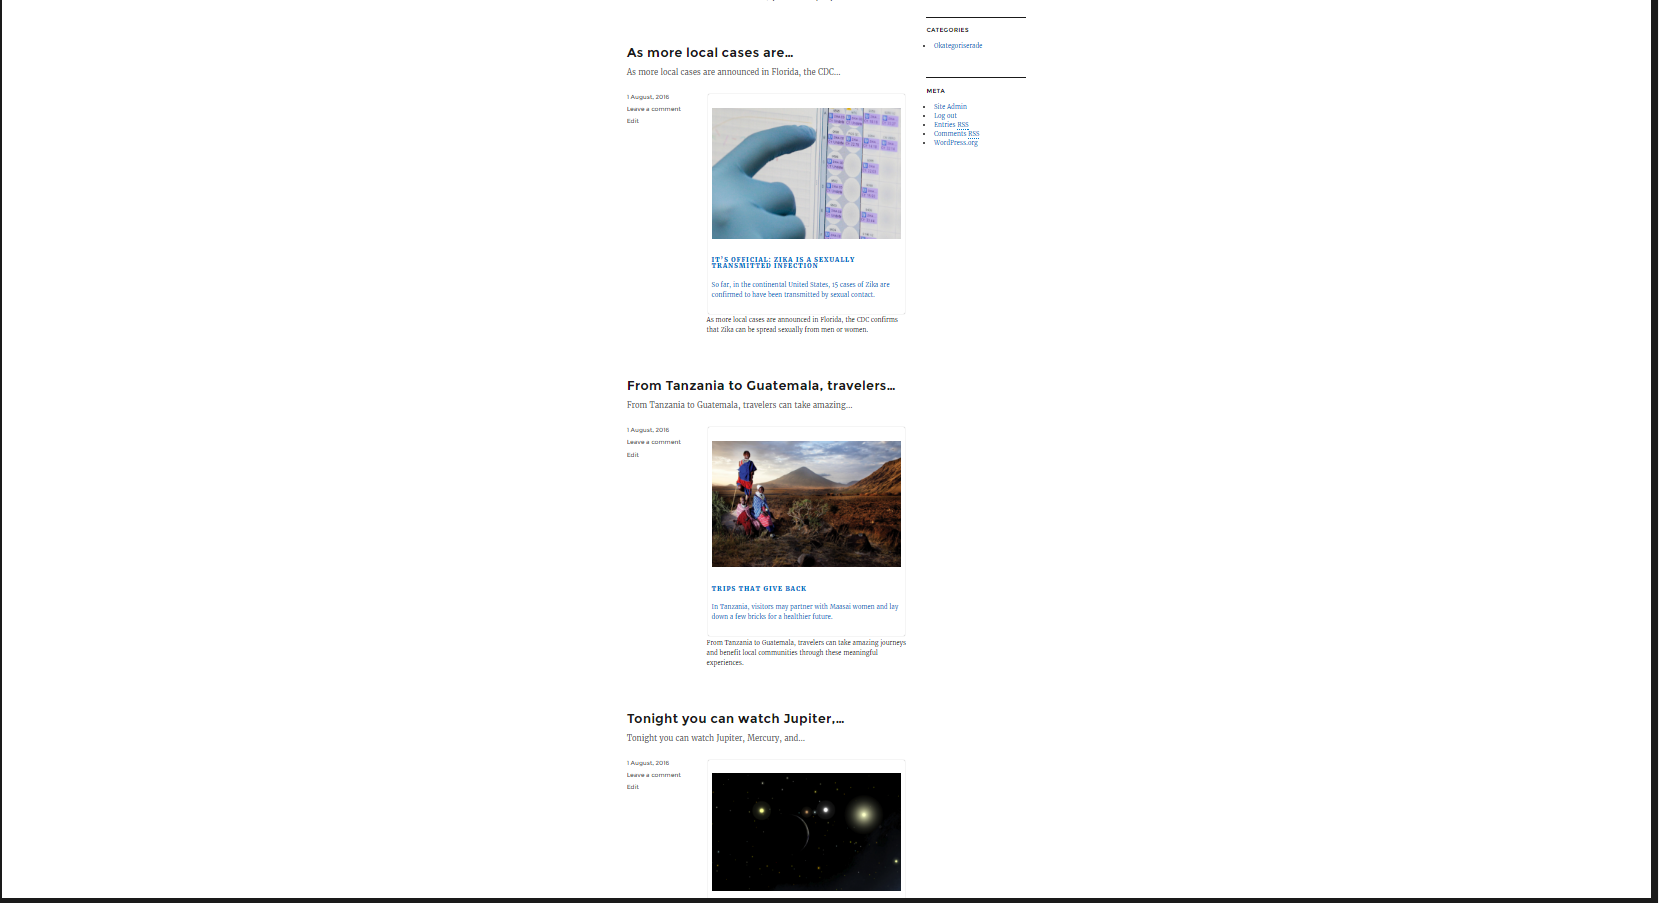 As more local cases are...
As more local cases are announced in Florida, the CDC...
1 August, 2016
Leave a comment
Edit
IT'S OFFICIAL: ZIKA IS A SEXUALLY
TRANSMITTED INFECTION
So far, in the continental United States, 15 cases of Zika are
confirmed to have been transmitted by sexual contact.
As more local cases are announced in Florida, the CDC confirms
that Zika can be spread sexually from men or women.
From Tanzania to Guatemala, travelers...
From Tanzania to Guatemala, travelers can take amazing...
1 August, 2016
Leave a comment
Edit
TRIPS THAT GIVE BACK
In Tanzania, visitors may partner with Maasai women and lay
down a few bricks for a healthier future.
From Tanzania to Guatemala, travelers can take amazing journeys
and benefit local communities through these meaningful
experiences.
Tonight you can watch Jupiter,...
Tonight you can watch Jupiter, Mercury, and...
1 August, 2016
Leave a comment
Edit
CATEGORIES
Okategoriserade
META
Site Admin
Log out
Entries RSS
Comments RSS
WordPress.org